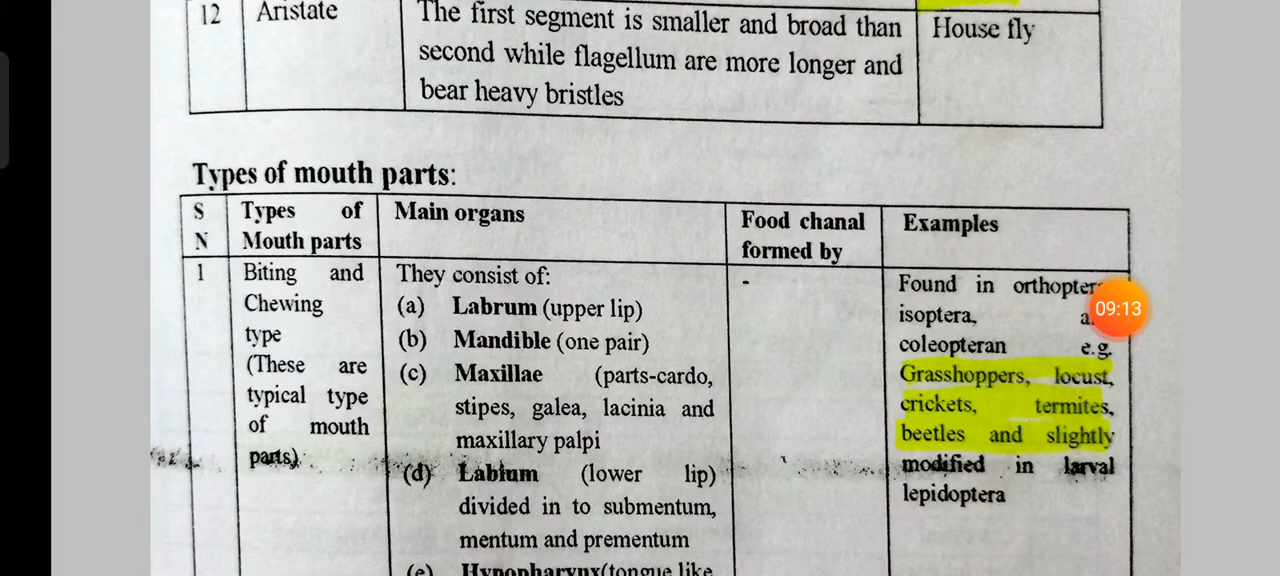 12 Aristate The first segment is smaller and broad than House fly
second while flagellum are more longer and
bear heavy bristles
Types of mouth parts:
S N
Types of Mouth parts
Main organs
Food chanal formed by
Examples
1
Biting and
Chewing
type
(These are
typical type
of mouth
parts).
They consist of:
(a) Labrum (upper lip)
(b) Mandible (one pair)
(c) Maxillae (parts-cardo,
stipes, galea, lacinia and
maxillary palpi
(d) Labium (lower lip)
divided in to submentum,
mentum and prementum
(e) Hypopharynx(tongue like
-
Found in
isoptera,
coleopteran e.g.
Grasshoppers, locust,
crickets, termites,
beetles and slightly
modified in larval
lepidoptera
09:13